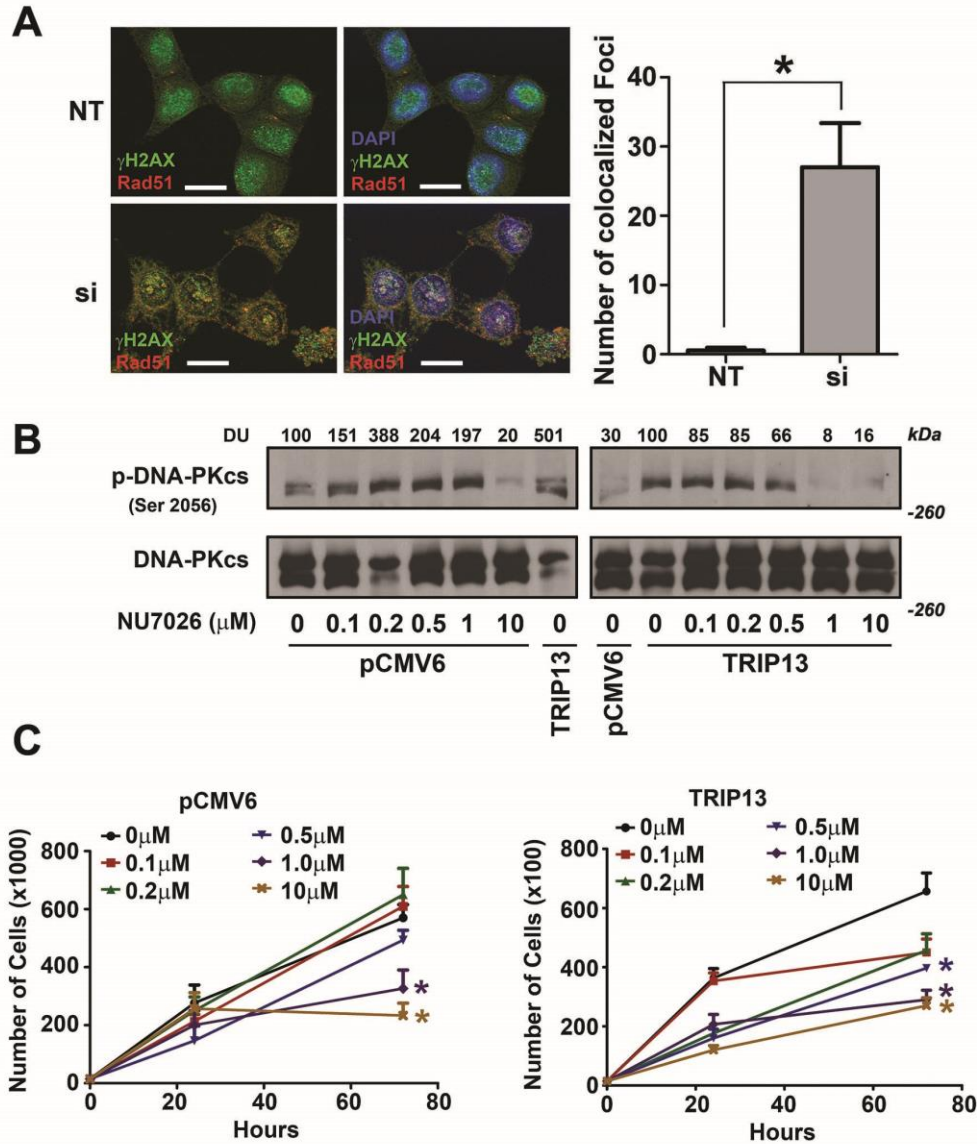 A
NT
γH2AX
Rad51
DAPI
γH2AX
Rad51
si
γH2AX
Rad51
DAPI
γH2AX
Rad51
Number of colocalized Foci
40
30
20
10
0
*
NT si
B
DU 100 151 388 204 197 20 501 30 100 85 85 66 8 16 kDa
p-DNA-PKcs
(Ser 2056)
-260
DNA-PKcs
-260
NU7026 (μM) 0 0.1 0.2 0.5 1 10 0 0 0 0.1 0.2 0.5 1 10
pCMV6 TRIP13 pCMV6 TRIP13
C
pCMV6
0μM 0.5μM
0.1μM 1.0μM
0.2μM 10μM
Number of Cells (x1000)
800
600
400
200
0
*
*
0 20 40 60 80
Hours
TRIP13
0μM 0.5μM
0.1μM 1.0μM
0.2μM 10μM
Number of Cells (x100)
800
600
400
200
0
*
*
*
0 20 40 60 80
Hours